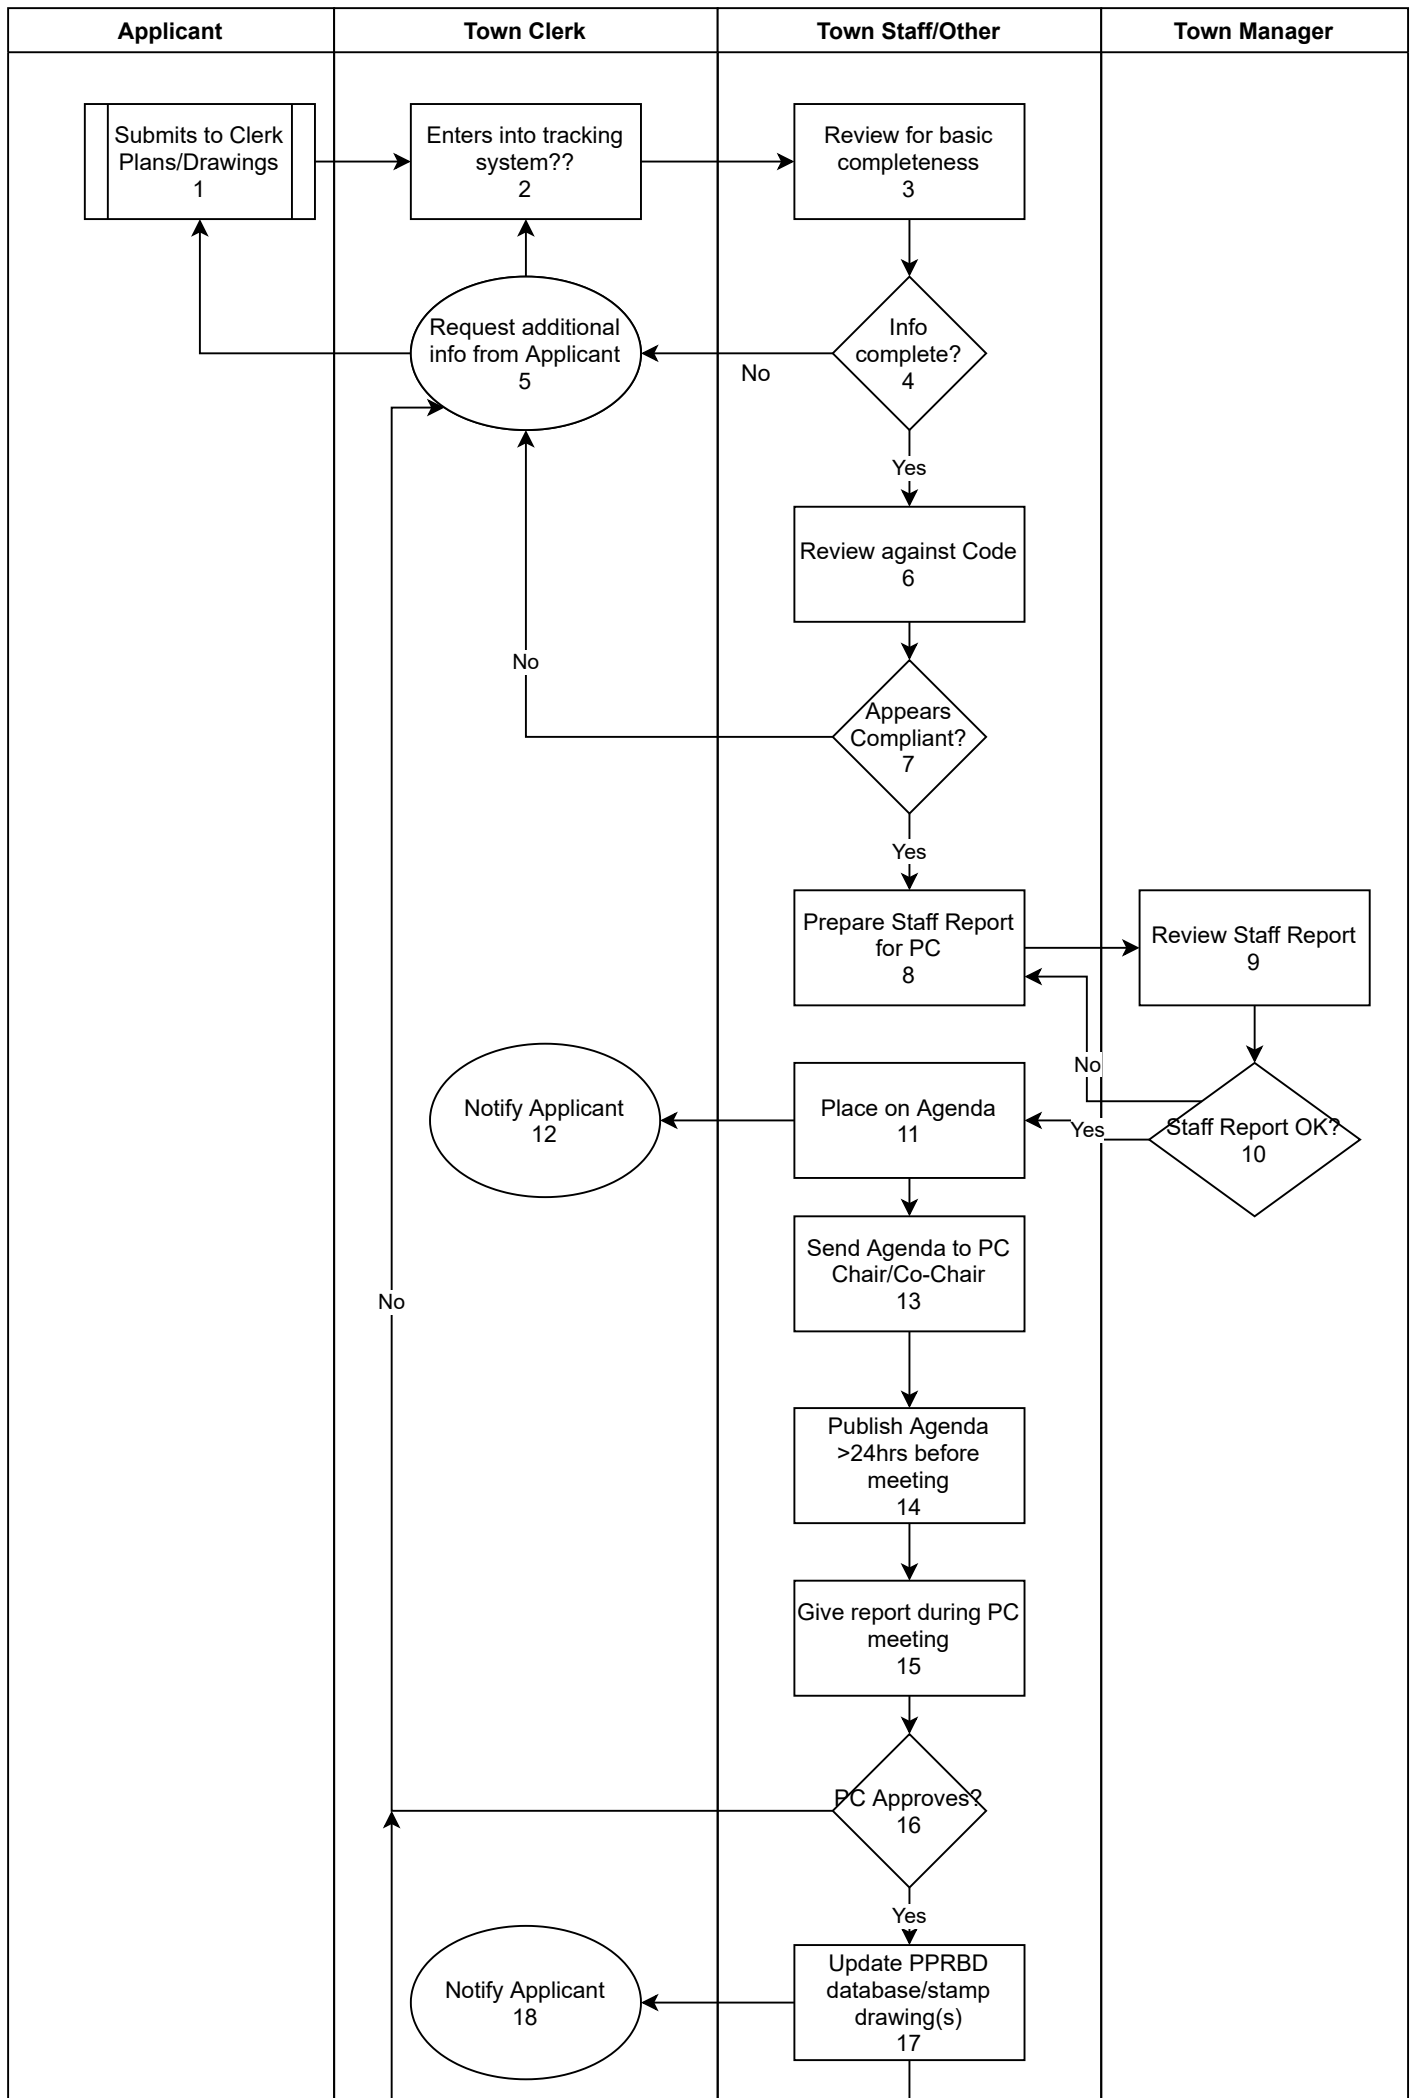 Applicant
Town Clerk
Town Staff/Other
Town Manager
Submits to Clerk
Plans/Drawings
1
Enters into tracking
system??
2
Review for basic
completeness
3
Request additional
info from Applicant
5
Info
complete?
4
No
Yes
Review against Code
6
No
Appears
Compliant?
7
Yes
Prepare Staff Report
for PC
8
Review Staff Report
9
No
Notify Applicant
12
Place on Agenda
11
Yes
Staff Report OK?
10
Send Agenda to PC
Chair/Co-Chair
13
No
Publish Agenda
>24hrs before
meeting
14
Give report during PC
meeting
15
PC Approves?
16
Yes
Notify Applicant
18
Update PPRBD
database/stamp
drawing(s)
17